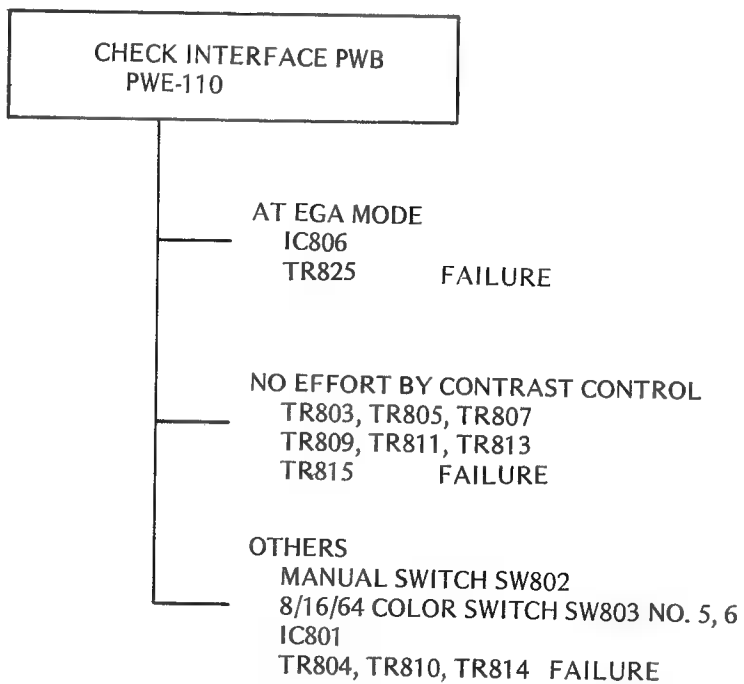 CHECK INTERFACE PWB
PWE-110
AT EGA MODE
IC806
TR825 FAILURE
NO EFFORT BY CONTRAST CONTROL
TR803, TR805, TR807
TR809, TR811, TR813
TR815 FAILURE
OTHERS
MANUAL SWITCH SW802
8/16/64 COLOR SWITCH SW803 NO. 5, 6
IC801
TR804, TR810, TR814 FAILURE